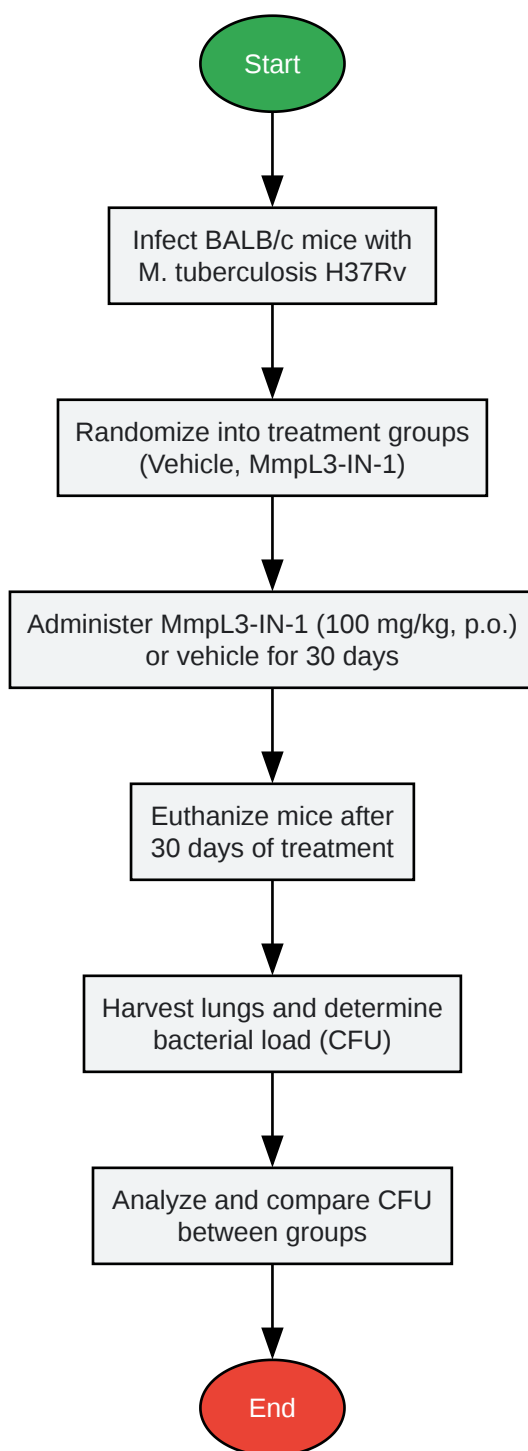 Start
Infect BALB/c mice with
M. tuberculosis H37Rv
Randomize into treatment groups
(Vehicle, MmpL3-IN-1)
Administer MmpL3-IN-1 (100 mg/kg, p.o.)
or vehicle for 30 days
Euthanize mice after
30 days of treatment
Harvest lungs and determine
bacterial load (CFU)
Analyze and compare CFU
between groups
End